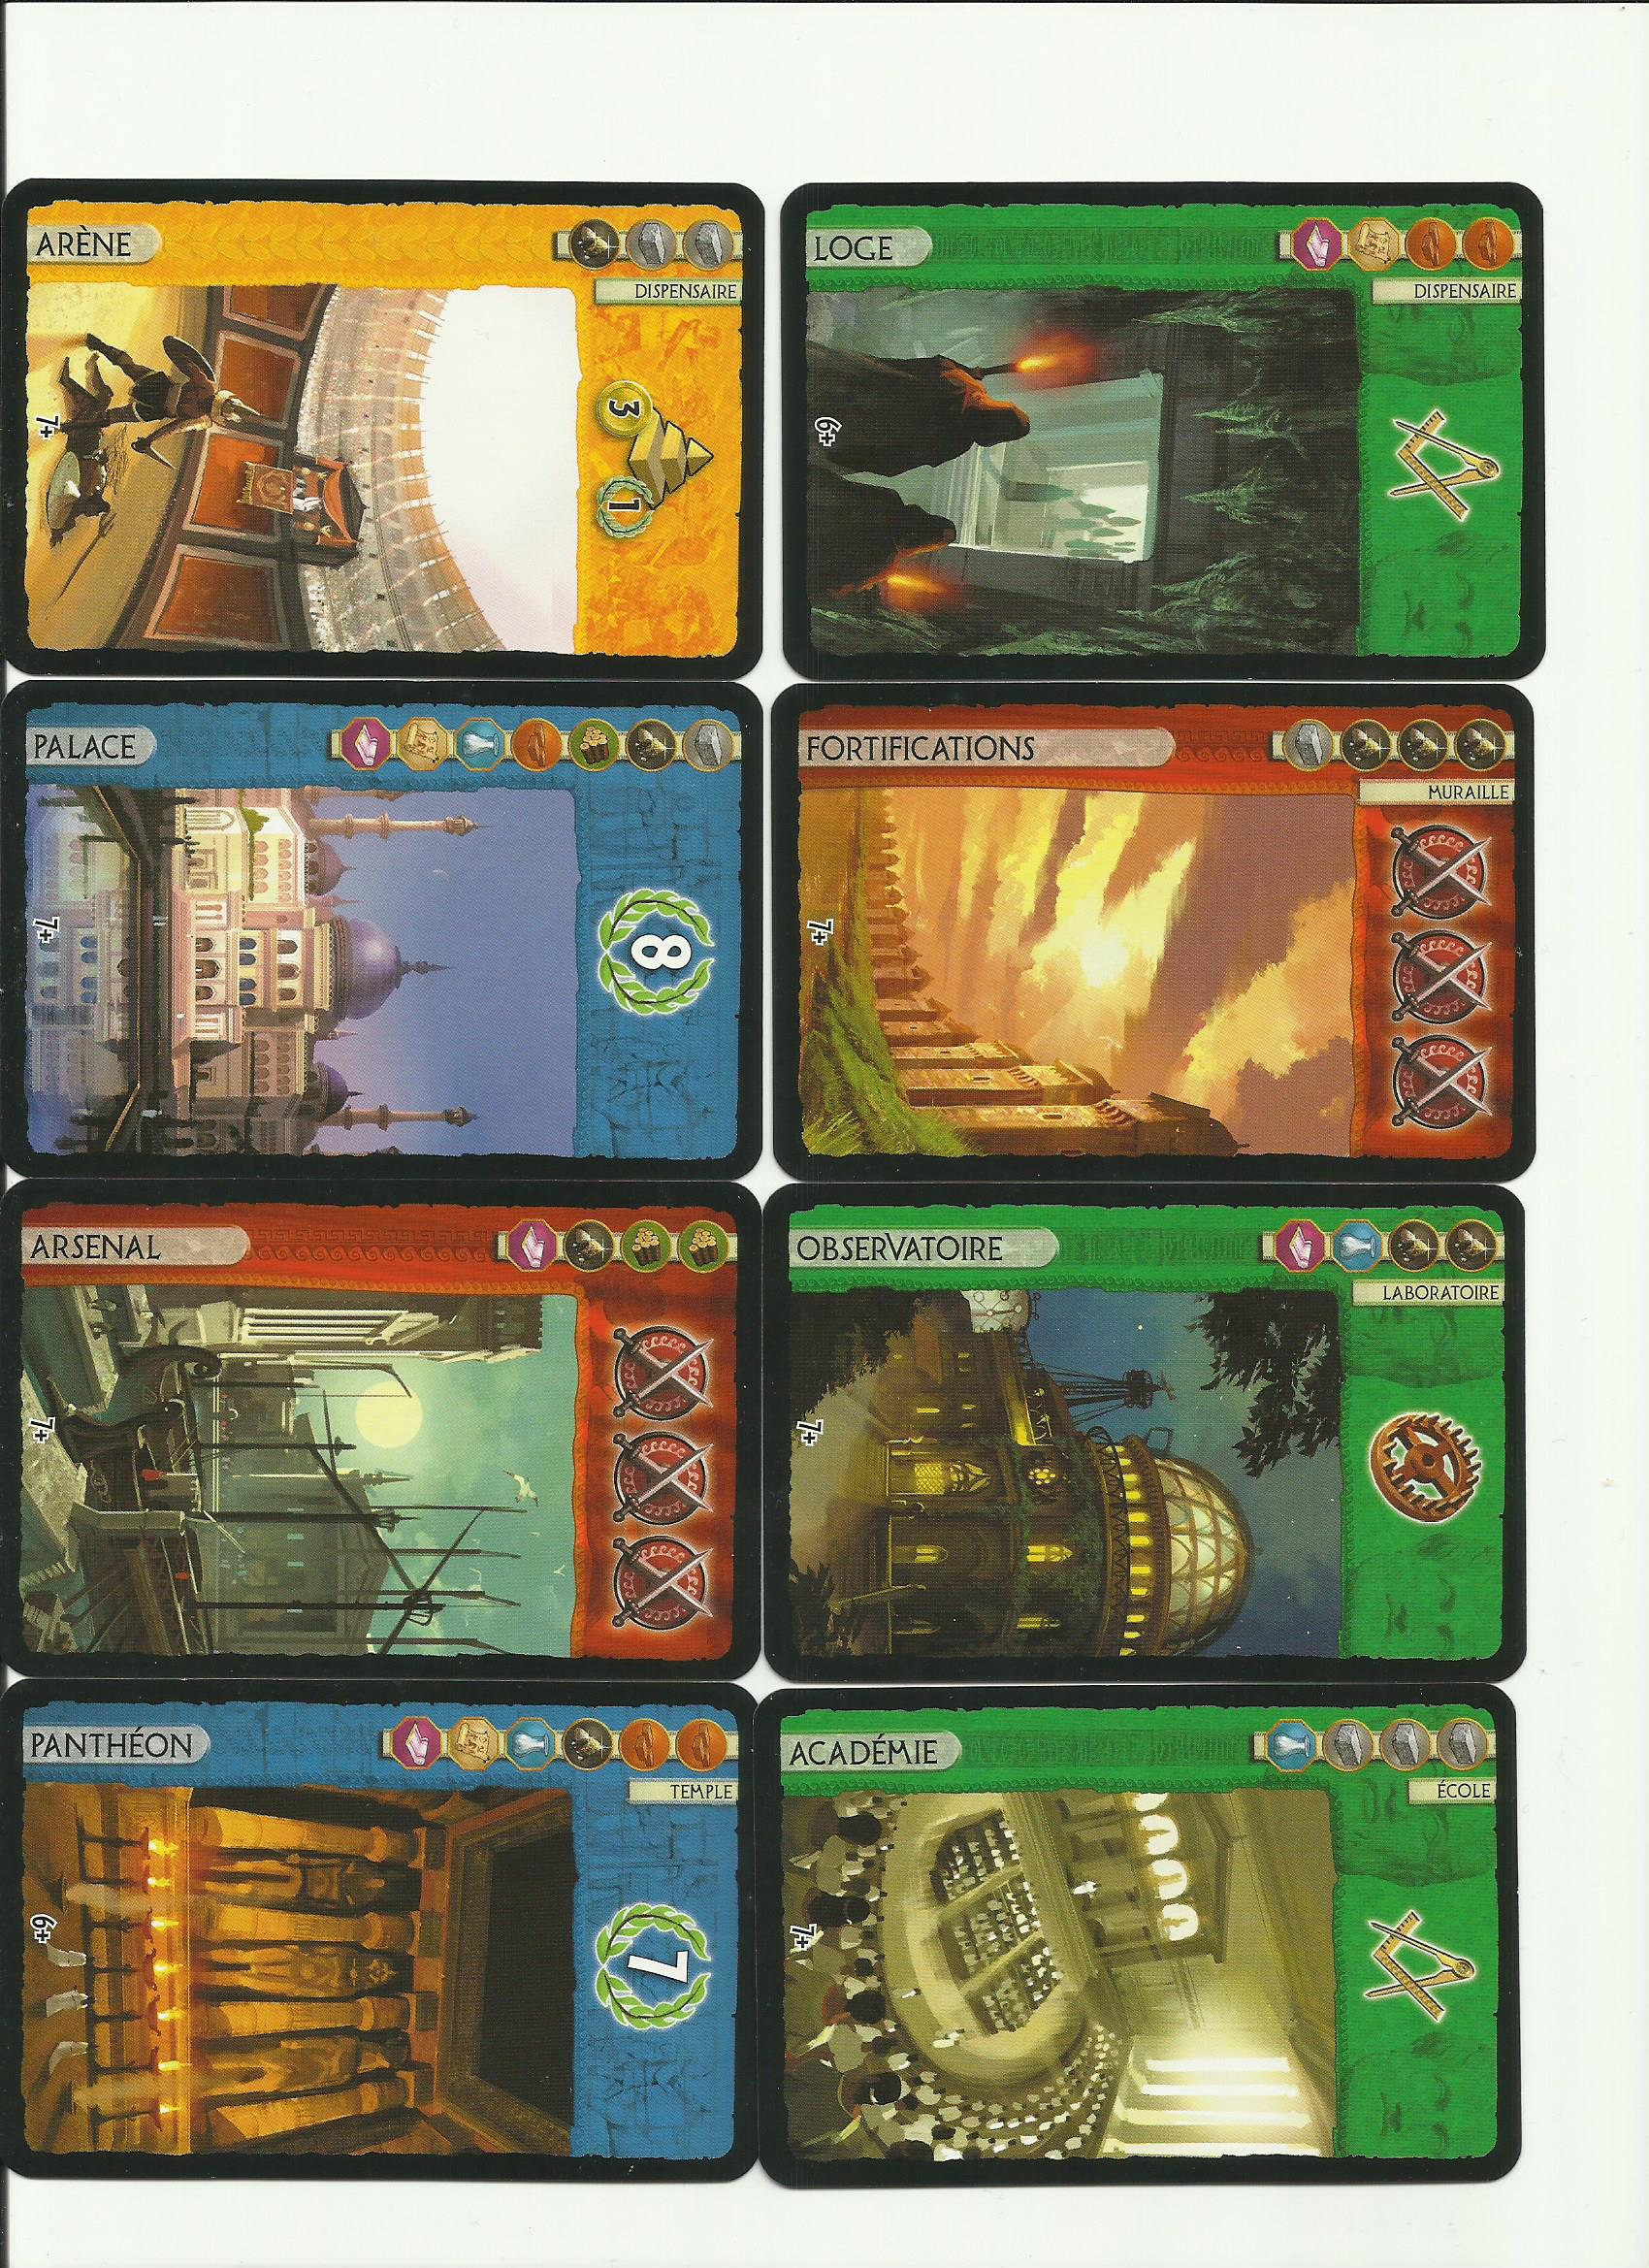 ARÈNE
DISPENSAIRE
3
1
7+
LOGE
DISPENSAIRE
6+
PALACE
8
7+
FORTIFICATIONS
MURAILLE
7+
ARSENAL
7+
OBSERVATOIRE
LABORATOIRE
7+
PANTHÉON
TEMPLE
7
6+
ACADÉMIE
ÉCOLE
7+